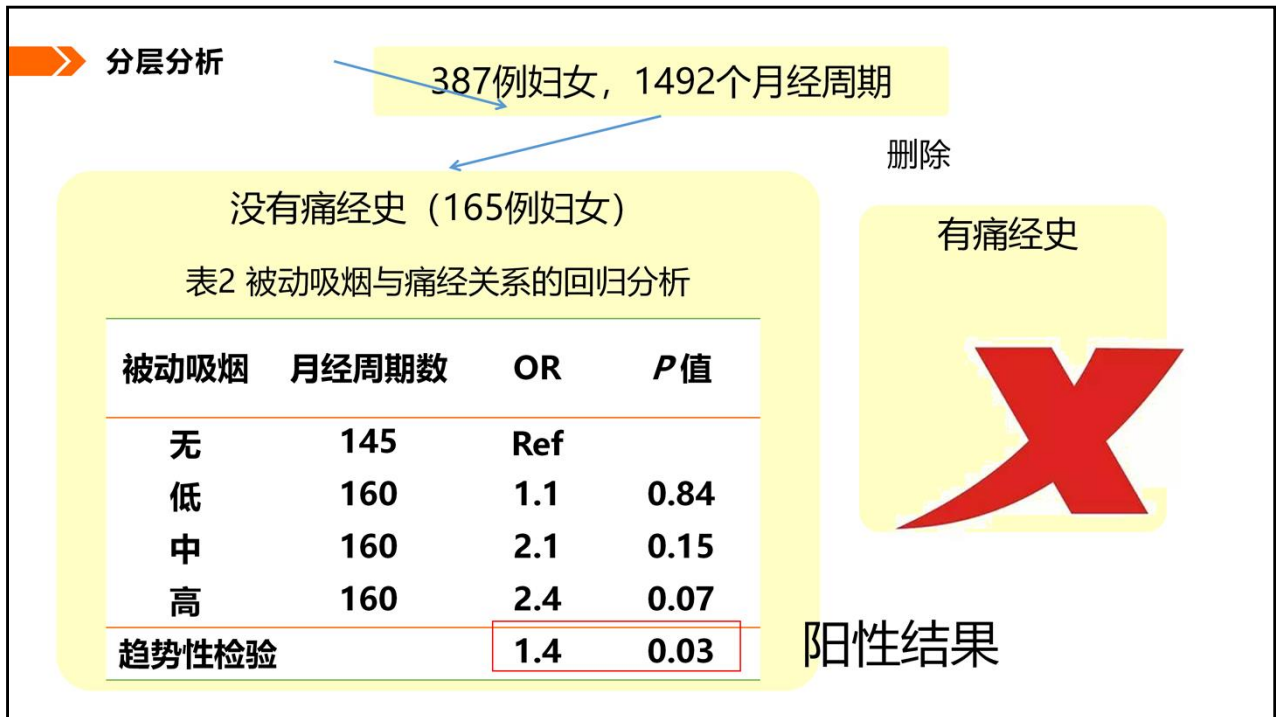 分层分析
387例妇女，1492个月经周期
删除
没有痛经史（165例妇女）
有痛经史
表2 被动吸烟与痛经关系的回归分析
被动吸烟 月经周期数 OR P值
无 145 Ref
低 160 1.1 0.84
中 160 2.1 0.15
高 160 2.4 0.07
趋势性检验 1.4 0.03
阳性结果